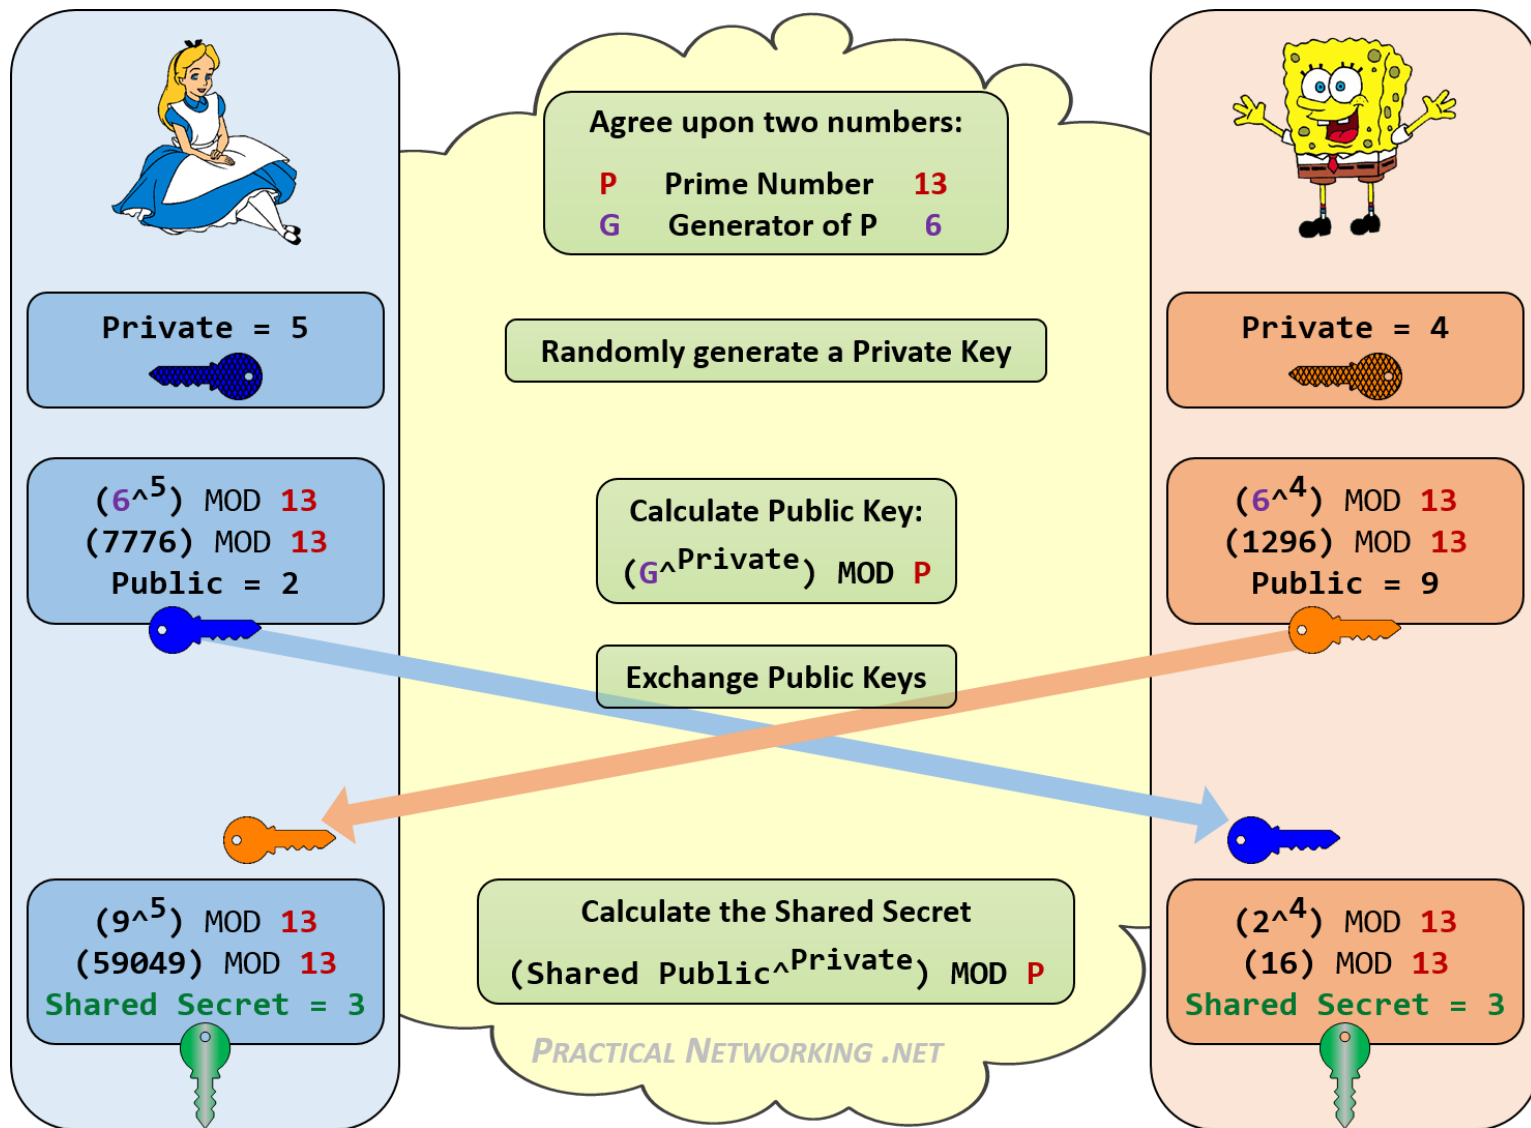 Agree upon two numbers:
P Prime Number 13
G Generator of P 6
Private = 5
Randomly generate a Private Key
Private = 4
(6^5) MOD 13
(7776) MOD 13
Public = 2
Calculate Public Key:
(G^Private) MOD P
(6^4) MOD 13
(1296) MOD 13
Public = 9
Exchange Public Keys
(9^5) MOD 13
(59049) MOD 13
Shared Secret = 3
Calculate the Shared Secret
(Shared Public^Private) MOD P
(2^4) MOD 13
(16) MOD 13
Shared Secret = 3
PRACTICAL NETWORKING .NET